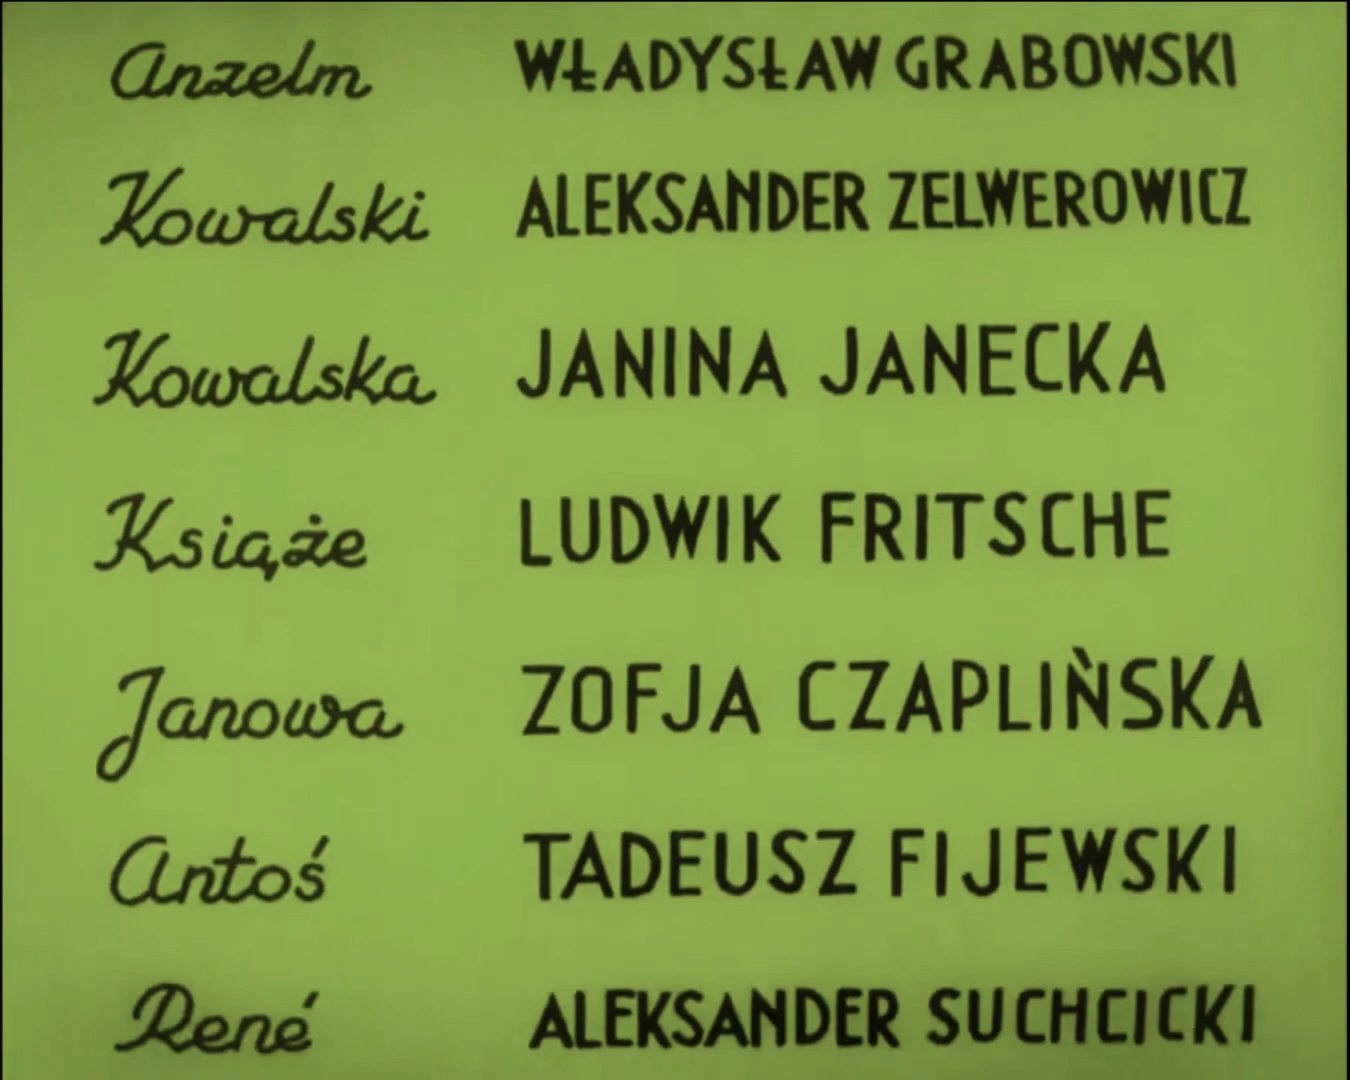 Anzelm WŁADYSŁAW GRABOWSKI
Kowalski ALEKSANDER ZELWEROWICZ
Kowalska JANINA JANECKA
Książe LUDWIK FRITSCHE
Janowa ZOFJA CZAPLIǸSKA
Antoś TADEUSZ FIJEWSKI
René ALEKSANDER SUCHCICKI